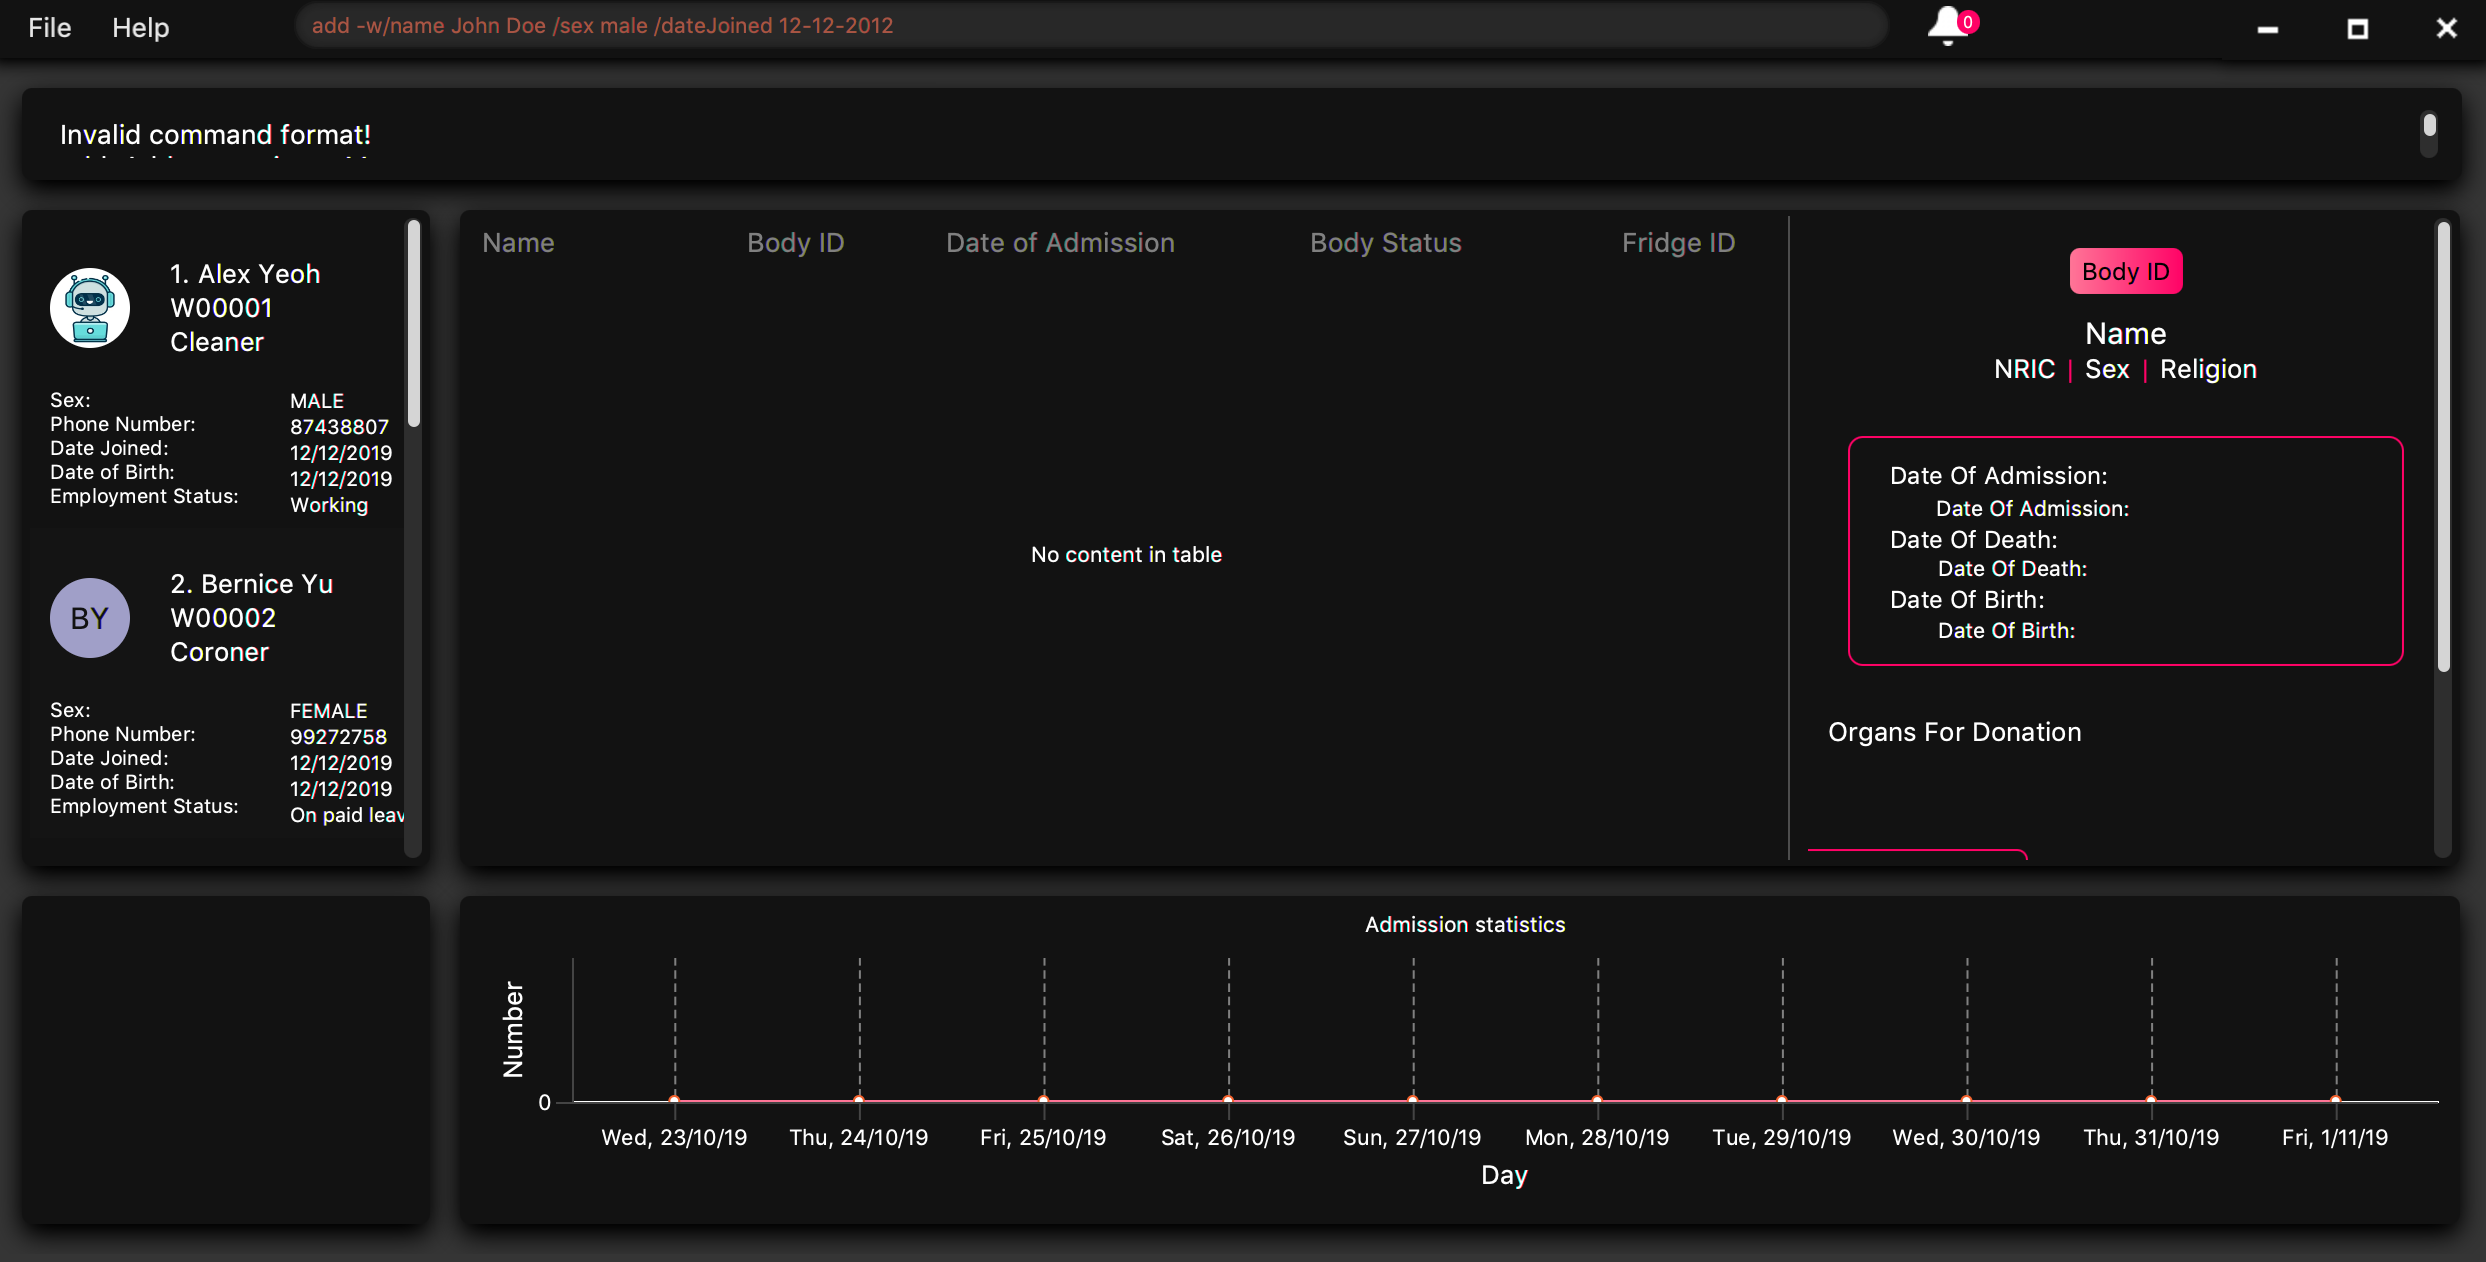 File Help add -w/name John Doe /sex male /dateJoined 12-12-2012 0
Invalid command format!
1. Alex Yeoh
W00001
Cleaner
Sex: MALE
Phone Number: 87438807
Date Joined: 12/12/2019
Date of Birth: 12/12/2019
Employment Status: Working
BY
2. Bernice Yu
W00002
Coroner
Sex: FEMALE
Phone Number: 99272758
Date Joined: 12/12/2019
Date of Birth: 12/12/2019
Employment Status: On paid leav
Name Body ID Date of Admission Body Status Fridge ID
No content in table
Body ID
Name
NRIC | Sex | Religion
Date Of Admission:
Date Of Admission:
Date Of Death:
Date Of Death:
Date Of Birth:
Date Of Birth:
Organs For Donation
Admission statistics
Number
0
Wed, 23/10/19 Thu, 24/10/19 Fri, 25/10/19 Sat, 26/10/19 Sun, 27/10/19 Mon, 28/10/19 Tue, 29/10/19 Wed, 30/10/19 Thu, 31/10/19 Fri, 1/11/19
Day